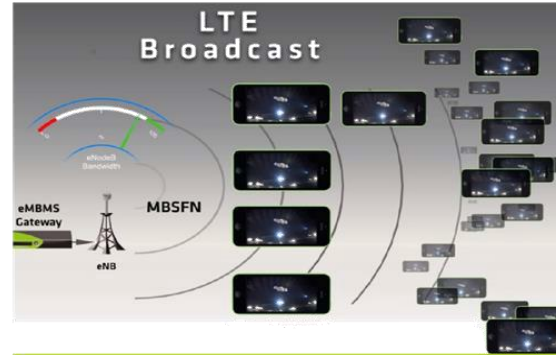 LTE
Broadcast
eNodeB
Bandwidth
eMBMS
Gateway
MBSFN
eNB